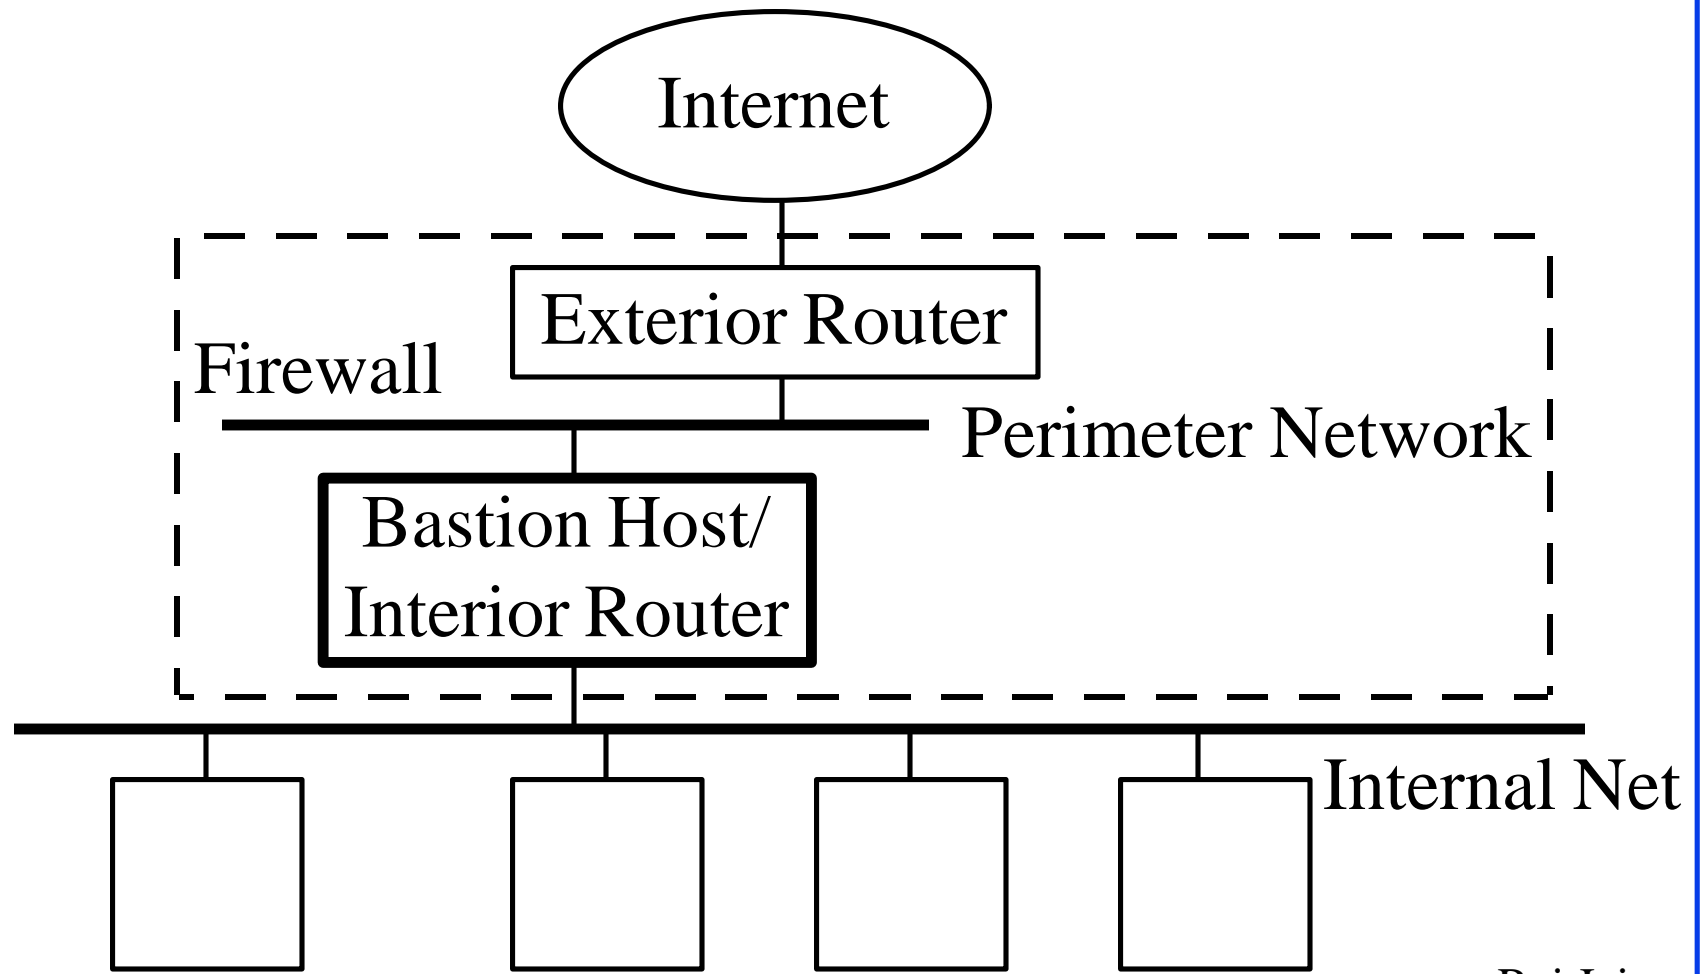 Internet
Exterior Router
Firewall
Perimeter Network
Bastion Host/
Interior Router
Internal Net